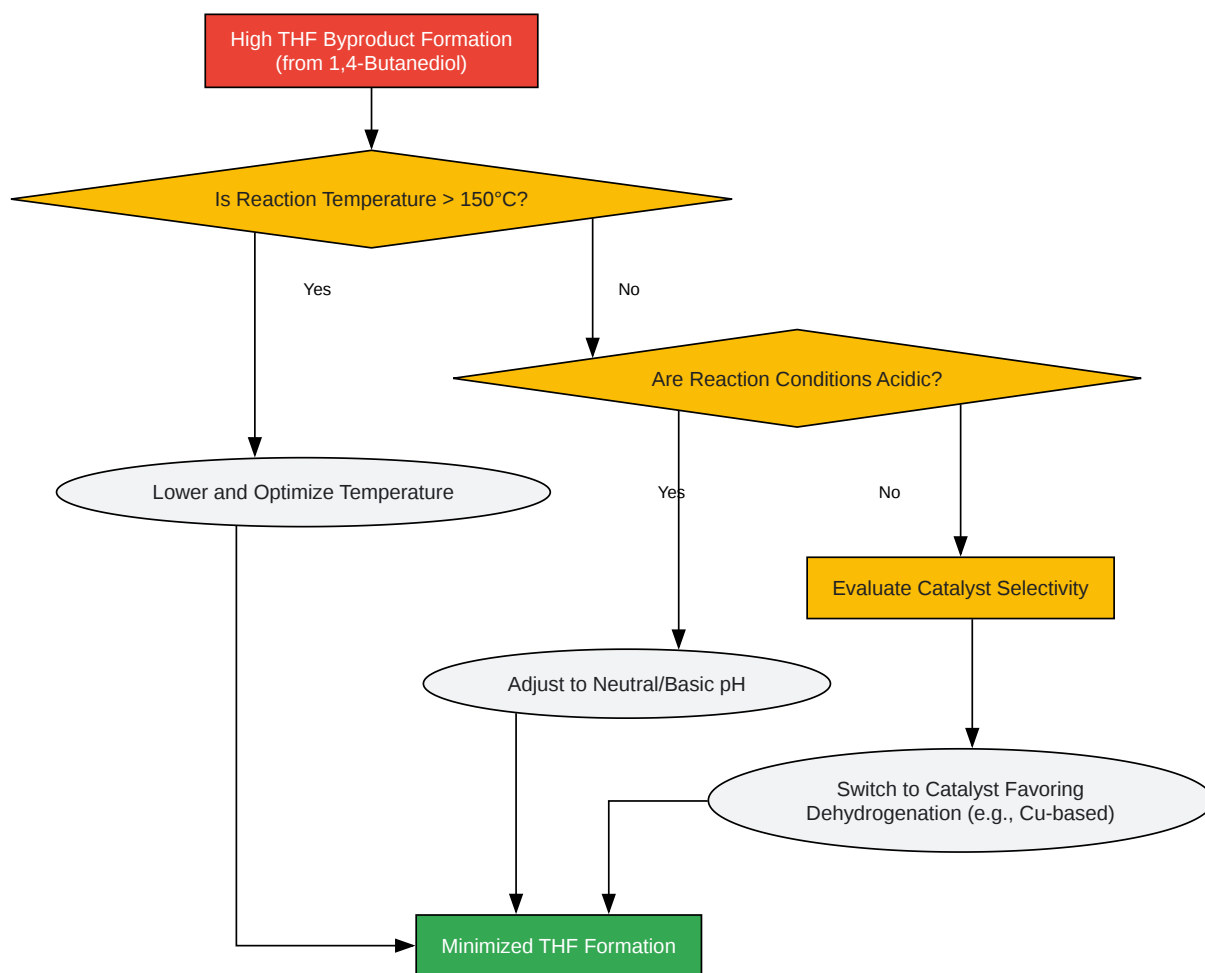 High THF Byproduct Formation
(from 1,4-Butanediol)
Is Reaction Temperature > 150°C?
Yes
No
Are Reaction Conditions Acidic?
Lower and Optimize Temperature
Yes
No
Evaluate Catalyst Selectivity
Adjust to Neutral/Basic pH
Switch to Catalyst Favoring
Dehydrogenation (e.g., Cu-based)
Minimized THF Formation